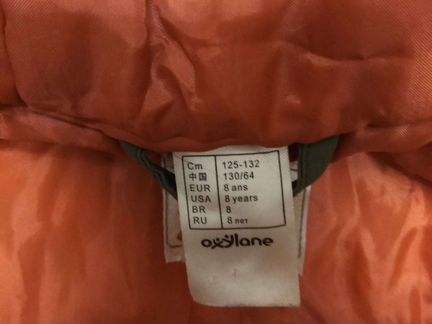 Cm 125-132
中国 130/64
EUR 8 ans
USA 8 years
BR 8
RU 8 лет
oxylane